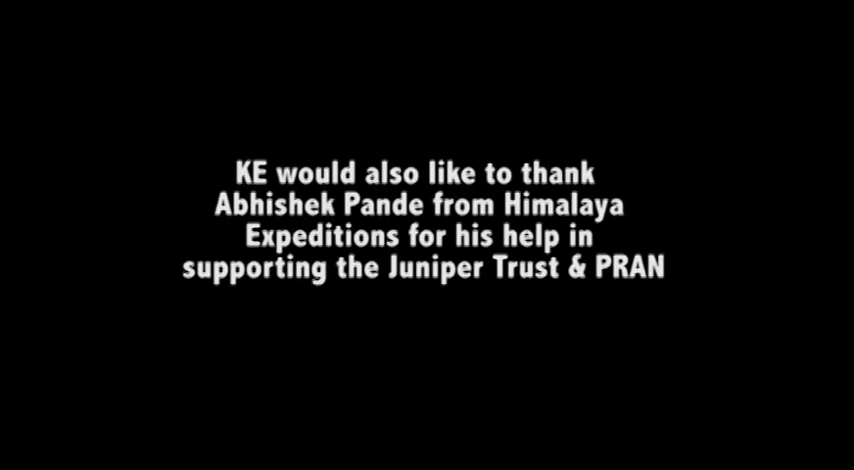 KE would also like to thank
Abhishek Pande from Himalaya
Expeditions for his help in
supporting the Juniper Trust & PRAN